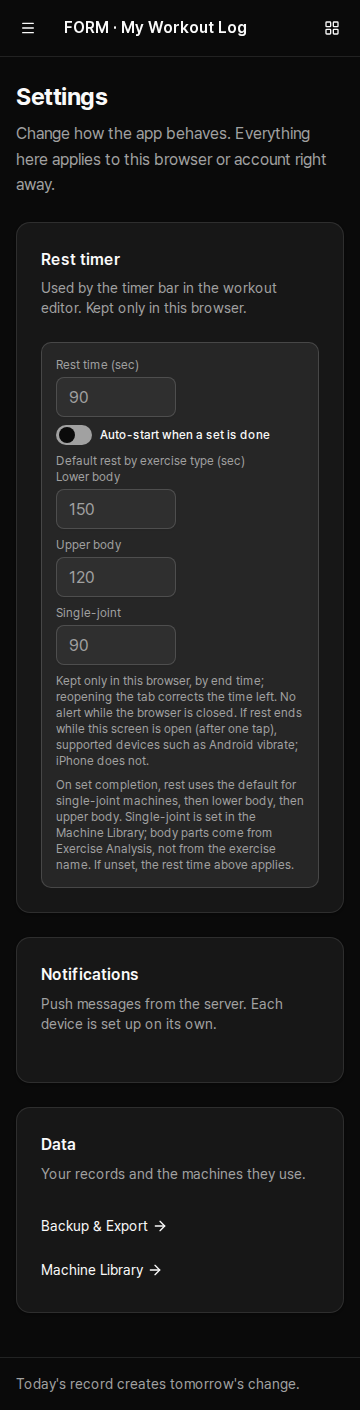 FORM · My Workout Log
Settings
Change how the app behaves. Everything
here applies to this browser or account right
away.
Rest timer
Used by the timer bar in the workout
editor. Kept only in this browser.
Rest time (sec)
90
Auto-start when a set is done
Default rest by exercise type (sec)
Lower body
150
Upper body
120
Single-joint
90
Kept only in this browser, by end time;
reopening the tab corrects the time left. No
alert while the browser is closed. If rest ends
while this screen is open (after one tap),
supported devices such as Android vibrate;
iPhone does not.
On set completion, rest uses the default for
single-joint machines, then lower body, then
upper body. Single-joint is set in the
Machine Library; body parts come from
Exercise Analysis, not from the exercise
name. If unset, the rest time above applies.
Notifications
Push messages from the server. Each
device is set up on its own.
Data
Your records and the machines they use.
Backup & Export →
Machine Library →
Today's record creates tomorrow's change.